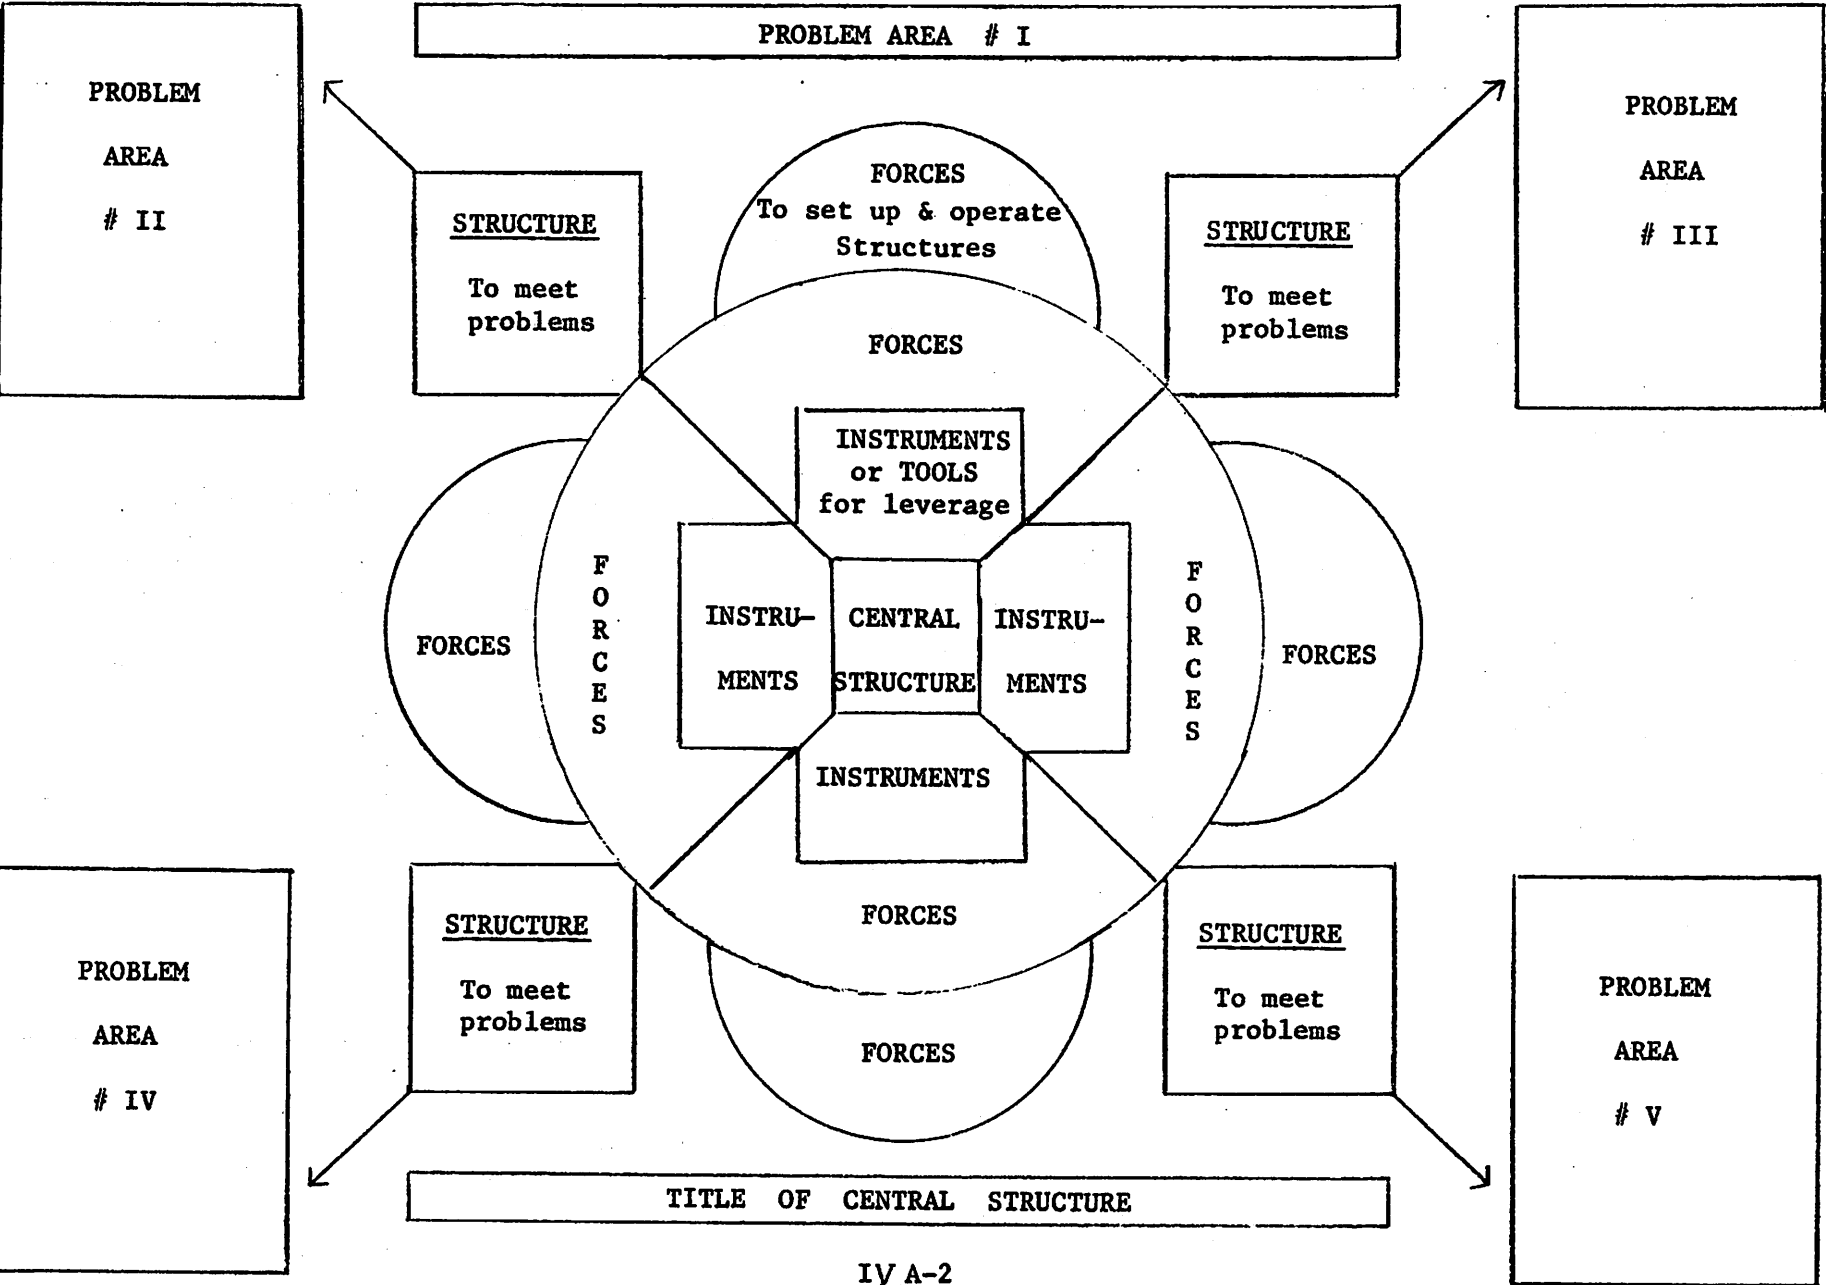 PROBLEM AREA # I
PROBLEM
AREA
# II
PROBLEM
AREA
# III
STRUCTURE
To meet
problems
FORCES
To set up & operate
Structures
STRUCTURE
To meet
problems
FORCES
INSTRUMENTS
or TOOLS
for leverage
FORCES
F
O
R
C
E
S
INSTRU-
MENTS
CENTRAL
STRUCTURE
INSTRU-
MENTS
F
O
R
C
E
S
FORCES
INSTRUMENTS
FORCES
STRUCTURE
To meet
problems
STRUCTURE
To meet
problems
PROBLEM
AREA
# IV
FORCES
PROBLEM
AREA
# V
TITLE OF CENTRAL STRUCTURE
IV A-2